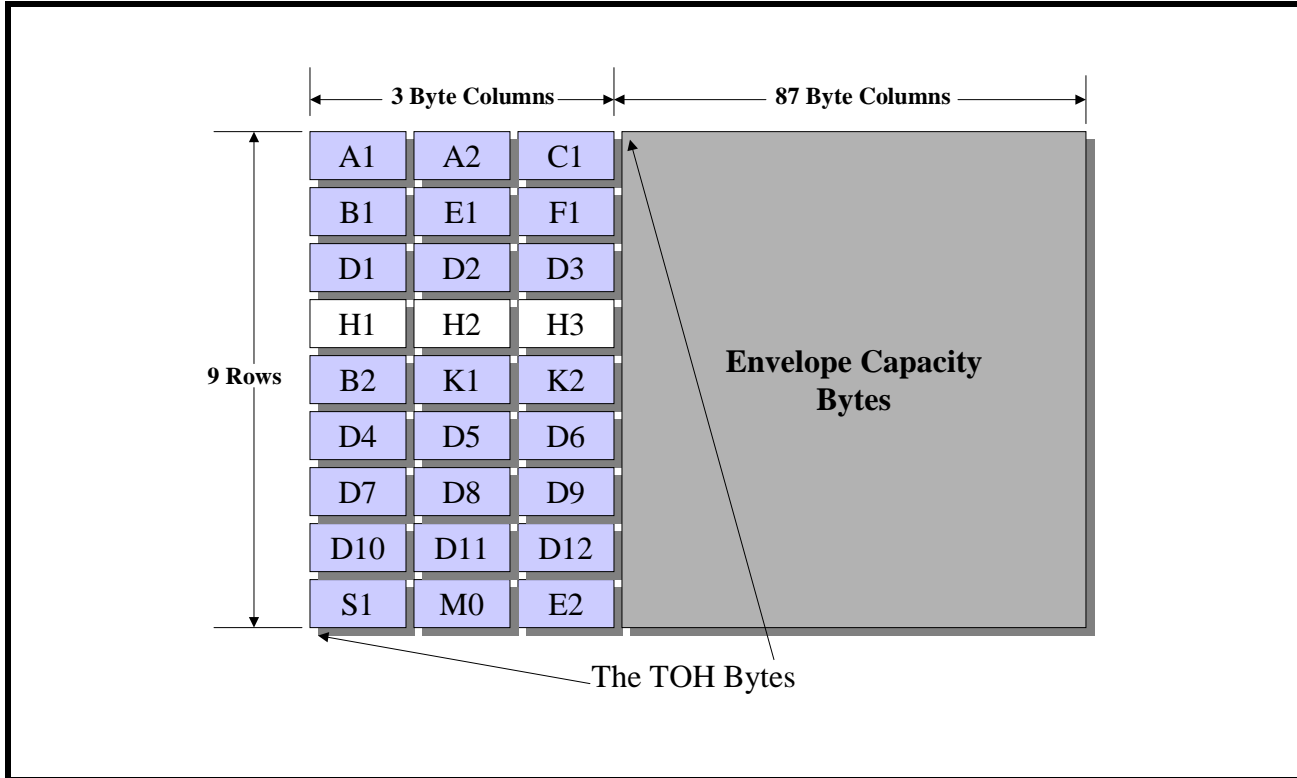 3 Byte Columns
87 Byte Columns
A1 A2 C1
B1 E1 F1
D1 D2 D3
H1 H2 H3
9 Rows
B2 K1 K2
D4 D5 D6
D7 D8 D9
D10 D11 D12
S1 M0 E2
Envelope Capacity
Bytes
The TOH Bytes